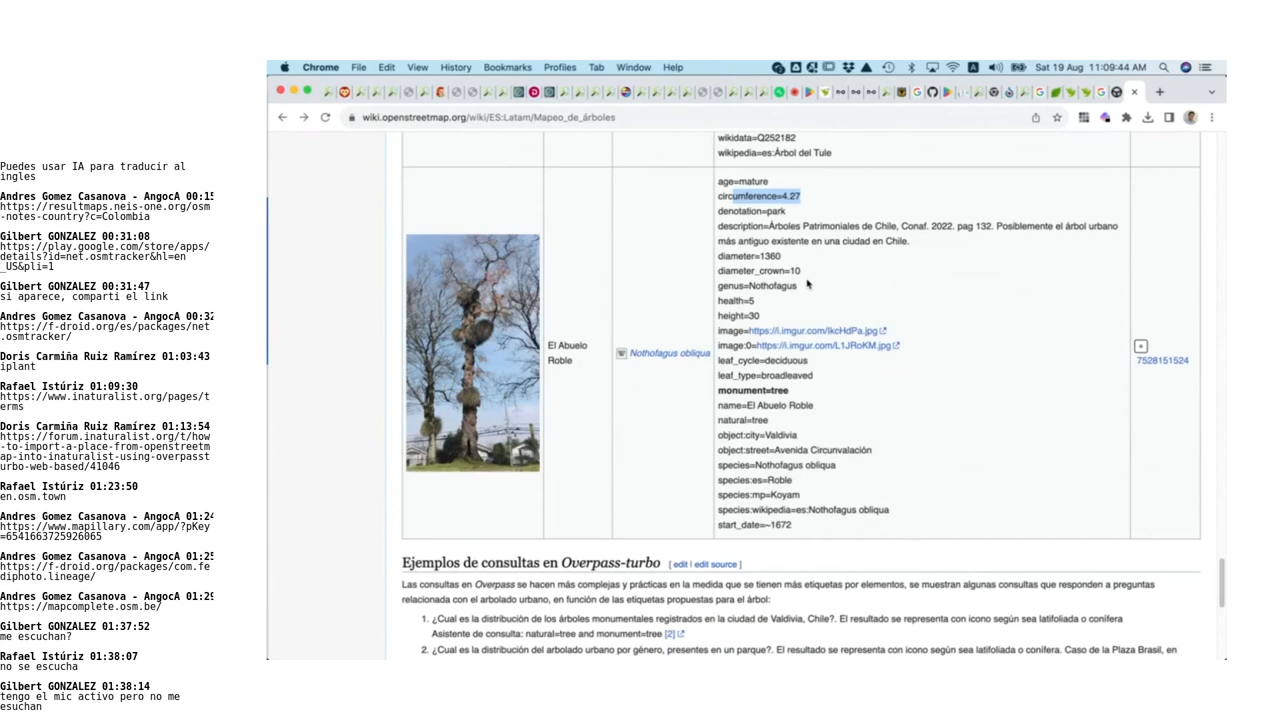 Puedes usar IA para traducir al
ingles
Andres Gomez Casanova - AngocA 00:15
https://resultmaps.neis-one.org/osm
-notes-country?c=Colombia
Gilbert GONZALEZ 00:31:08
https://play.google.com/store/apps/
details?id=net.osmtracker&hl=en
_US&pli=1
Gilbert GONZALEZ 00:31:47
si aparece, comparti el link
Andres Gomez Casanova - AngocA 00:32
https://f-droid.org/es/packages/net
.osmtracker/
Doris Carmiña Ruiz Ramírez 01:03:43
iplant
Rafael Istúriz 01:09:30
https://www.inaturalist.org/pages/t
erms
Doris Carmiña Ruiz Ramírez 01:13:54
https://forum.inaturalist.org/t/how
-to-import-a-place-from-openstreetm
ap-into-inaturalist-using-overpasst
urbo-web-based/41046
Rafael Istúriz 01:23:50
en.osm.town
Andres Gomez Casanova - AngocA 01:24
https://www.mapillary.com/app/?pKey
=6541663725926065
Andres Gomez Casanova - AngocA 01:25
https://f-droid.org/packages/com.fe
diphoto.lineage/
Andres Gomez Casanova - AngocA 01:29
https://mapcomplete.osm.be/
Gilbert GONZALEZ 01:37:52
me escuchan?
Rafael Istúriz 01:38:07
no se escucha
Gilbert GONZALEZ 01:38:14
tengo el mic activo pero no me
esuchan
Chrome File Edit View History Bookmarks Profiles Tab Window Help Sat 19 Aug 11:09:44 AM
wiki.openstreetmap.org/wiki/ES:Latam/Mapeo_de_árboles
wikidata=Q252182
wikipedia=es:Árbol del Tule
El Abuelo
Roble
Nothofagus obliqua
age=mature
circumference=4.27
denotation=park
description=Árboles Patrimoniales de Chile, Conaf. 2022. pag 132. Posiblemente el árbol urbano
más antiguo existente en una ciudad en Chile.
diameter=1360
diameter_crown=10
genus=Nothofagus
health=5
height=30
image=https://i.imgur.com/IkcHdPa.jpg
image:0=https://i.imgur.com/L1JRoKM.jpg
leaf_cycle=deciduous
leaf_type=broadleaved
monument=tree
name=El Abuelo Roble
natural=tree
object:city=Valdivia
object:street=Avenida Circunvalación
species=Nothofagus obliqua
species:es=Roble
species:mp=Koyam
species:wikipedia=es:Nothofagus obliqua
start_date=~1672
7528151524
Ejemplos de consultas en Overpass-turbo [ edit | edit source ]
Las consultas en Overpass se hacen más complejas y prácticas en la medida que se tienen más etiquetas por elementos, se muestran algunas consultas que responden a preguntas
relacionada con el arbolado urbano, en función de las etiquetas propuestas para el árbol:
1. ¿Cual es la distribución de los árboles monumentales registrados en la ciudad de Valdivia, Chile?. El resultado se representa con icono según sea latifoliada o conífera
Asistente de consulta: natural=tree and monument=tree [2]
2. ¿Cual es la distribución del arbolado urbano por género, presentes en un parque?. El resultado se representa con icono según sea latifoliada o conífera. Caso de la Plaza Brasil, en